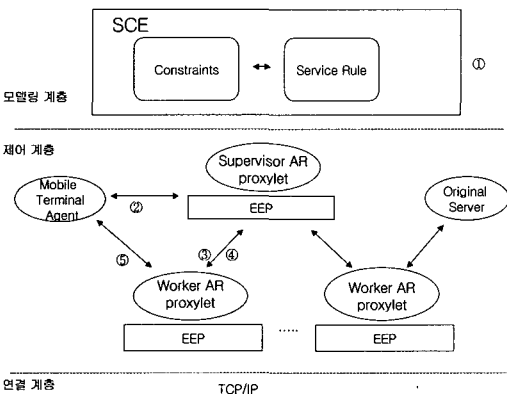 SCE
Constraints
Service Rule
①
모델링 계층
제어 계층
Supervisor AR
proxylet
EEP
Mobile
Terminal
Agent
②
Original
Server
③ ④
⑤
Worker AR
proxylet
EEP
.....
Worker AR
proxylet
EEP
연결 계층
TCP/IP